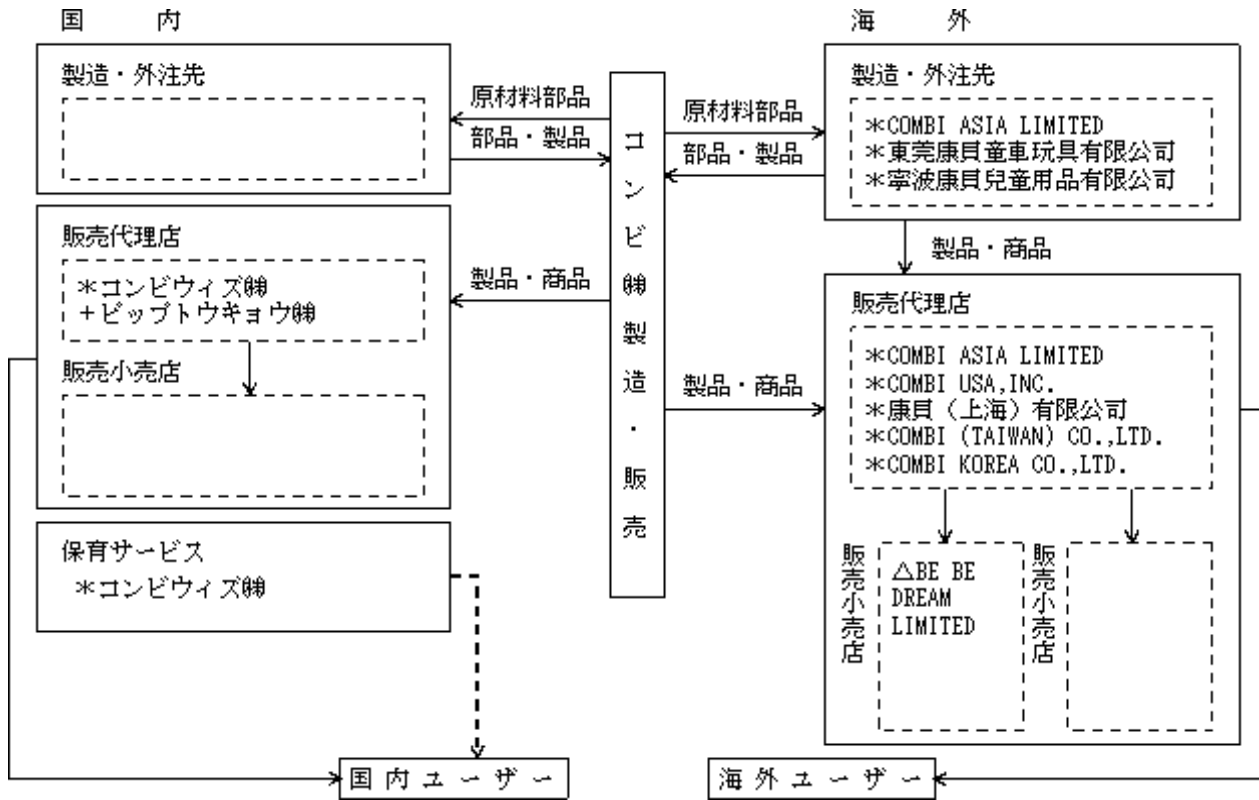 国内
海外
製造・外注先
原材料部品
部品・製品
販売代理店
＊コンビウィズ㈱
＋ピップトウキョウ㈱
製品・商品
販売小売店
保育サービス
＊コンビウィズ㈱
コンビ㈱製造・販売
原材料部品
部品・製品
製品・商品
製造・外注先
＊COMBI ASIA LIMITED
＊東莞康貝童車玩具有限公司
＊寧波康貝兒童用品有限公司
製品・商品
販売代理店
＊COMBI ASIA LIMITED
＊COMBI USA,INC.
＊康貝（上海）有限公司
＊COMBI (TAIWAN) CO.,LTD.
＊COMBI KOREA CO.,LTD.
販売小売店
△BE BE
DREAM
LIMITED
販売小売店
国内ユーザー
海外ユーザー